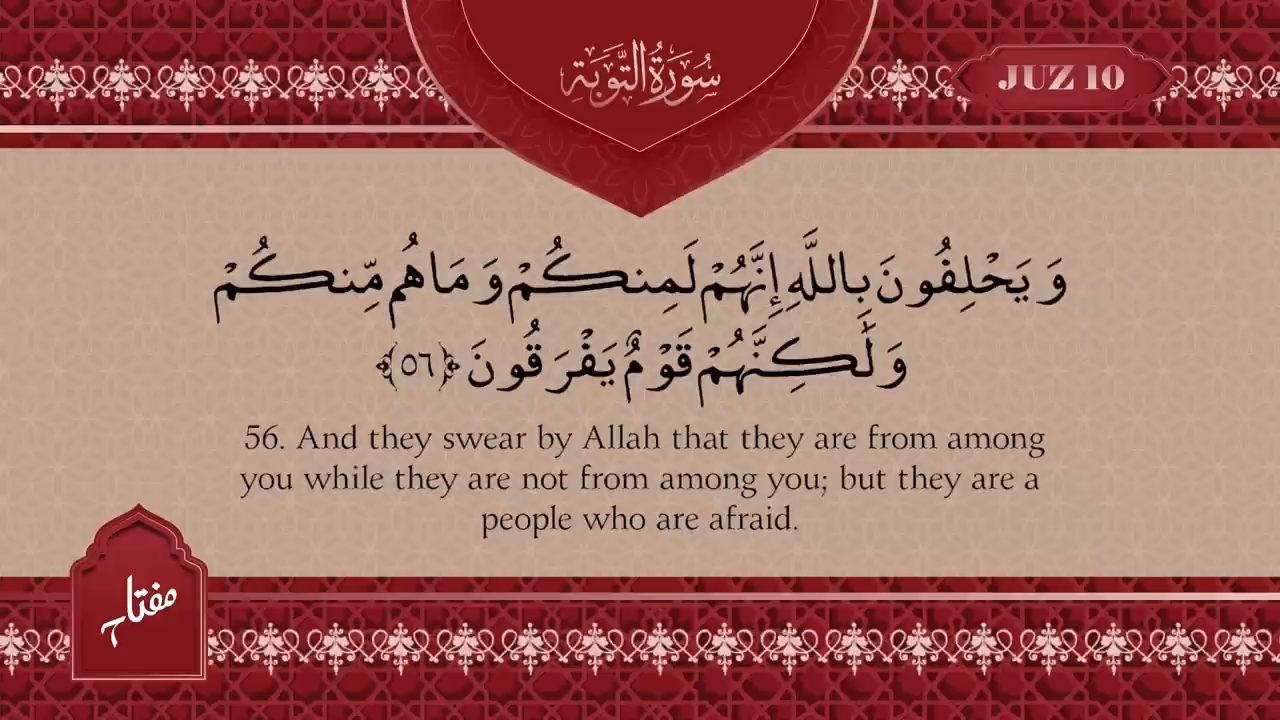 سُورَةُ التَّوْبَةِ
JUZ 10
وَيَحْلِفُونَ بِاللَّهِ إِنَّهُمْ لَمِنكُمْ وَمَا هُم مِّنكُمْ
وَلَٰكِنَّهُمْ قَوْمٌ يَفْرَقُونَ ﴿٥٦﴾
56. And they swear by Allah that they are from among
you while they are not from among you; but they are a
people who are afraid.
مفتاح